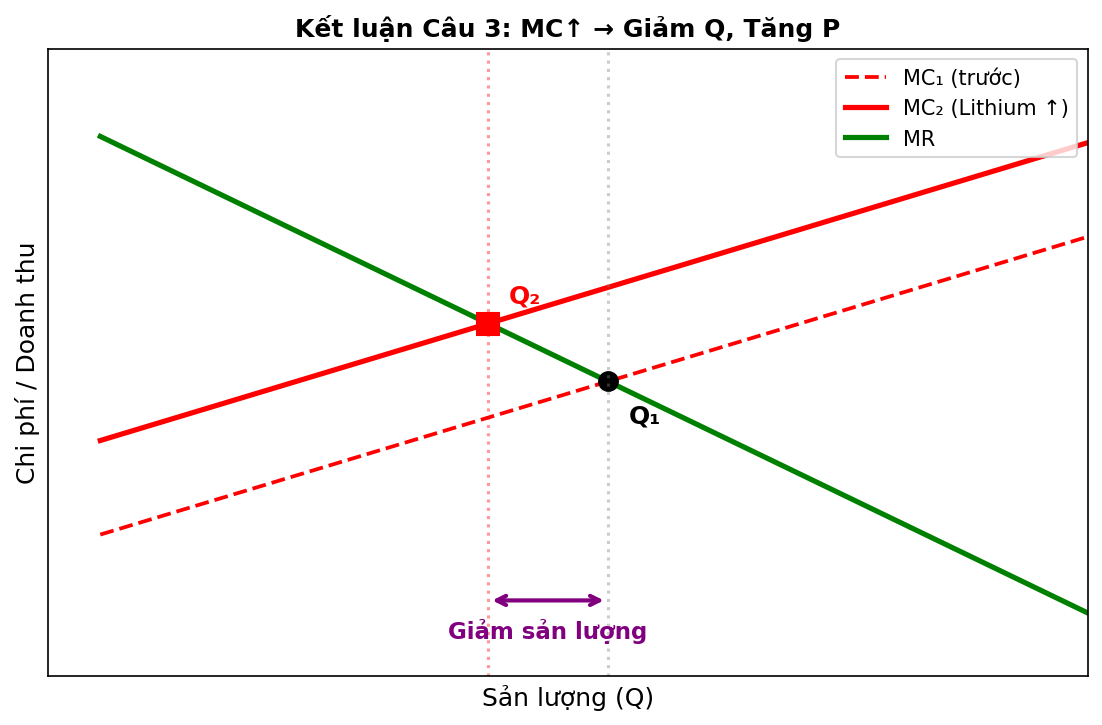 Kết luận Câu 3: MC↑ → Giảm Q, Tăng P
MC₁ (trước)
MC₂ (Lithium ↑)
MR
Chi phí / Doanh thu
Q₂
Q₁
Giảm sản lượng
Sản lượng (Q)